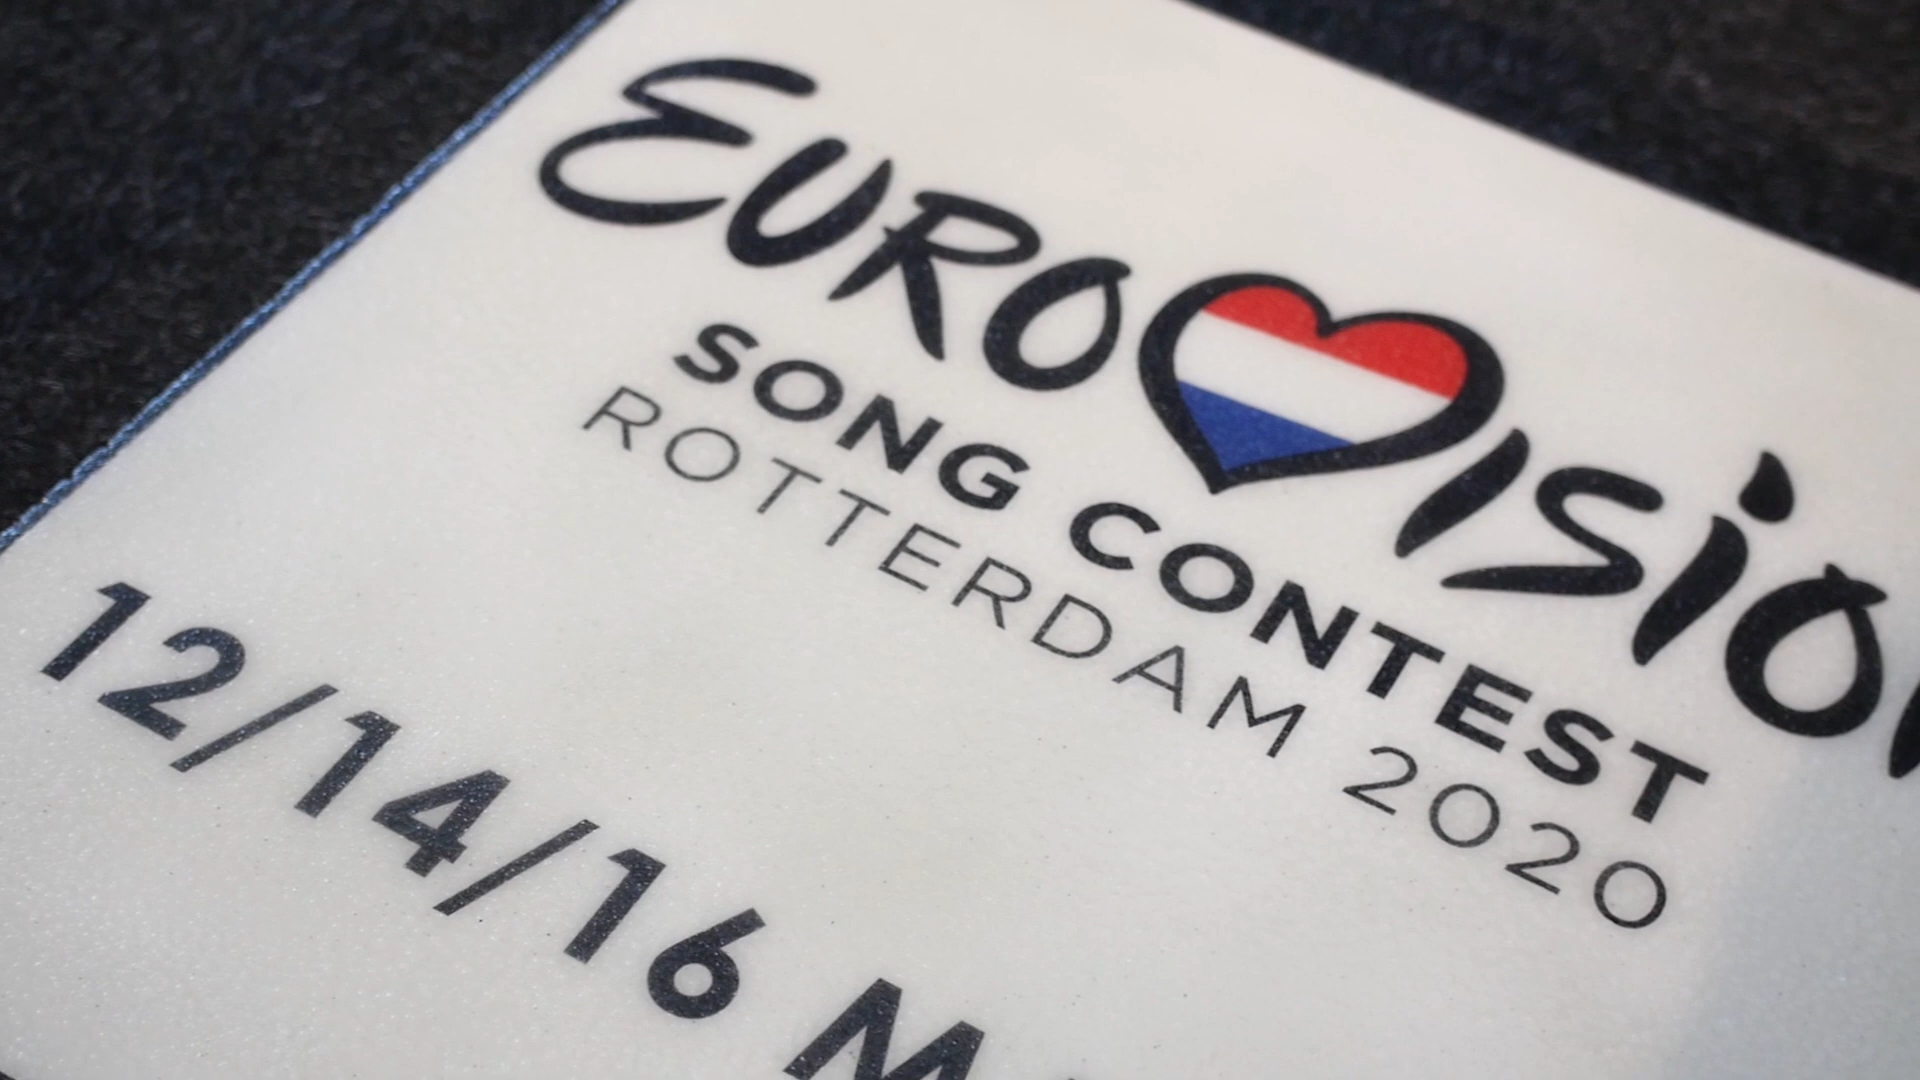 EUROVISION
SONG CONTEST
ROTTERDAM 2020
12/14/16 M